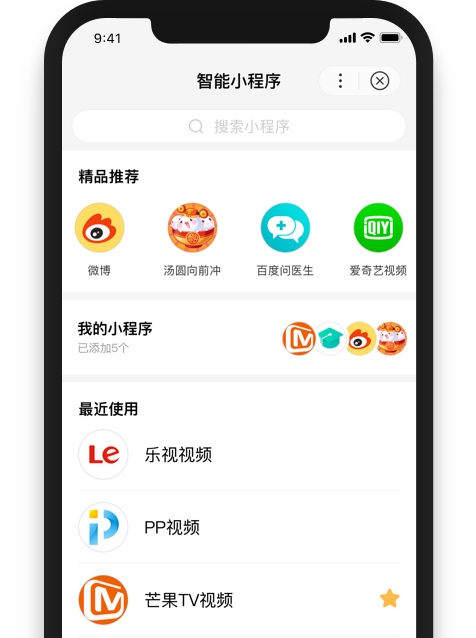 9:41
智能小程序
搜索小程序
精品推荐
微博
汤圆向前冲
百度问医生
iQIYI
爱奇艺视频
我的小程序
已添加5个
最近使用
Le
乐视视频
PP视频
芒果TV视频